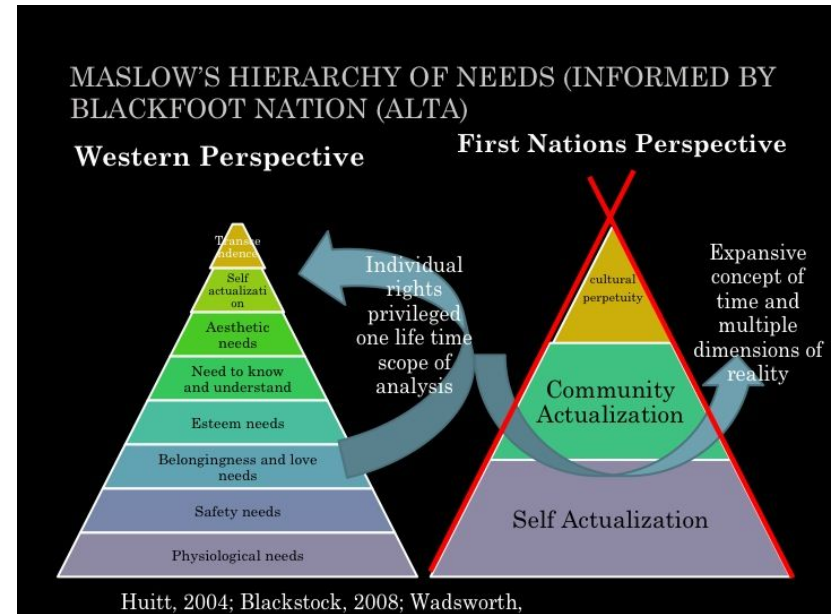 MASLOW'S HIERARCHY OF NEEDS (INFORMED BY
BLACKFOOT NATION (ALTA)
Western Perspective
First Nations Perspective
Transce
ndence
Self
actualizati
on
Aesthetic
needs
Need to know
and understand
Esteem needs
Belongingness and love
needs
Safety needs
Physiological needs
Individual
rights
privileged
one life time
scope of
analysis
cultural
perpetuity
Community
Actualization
Self Actualization
Expansive
concept of
time and
multiple
dimensions of
reality
Huitt, 2004; Blackstock, 2008; Wadsworth,